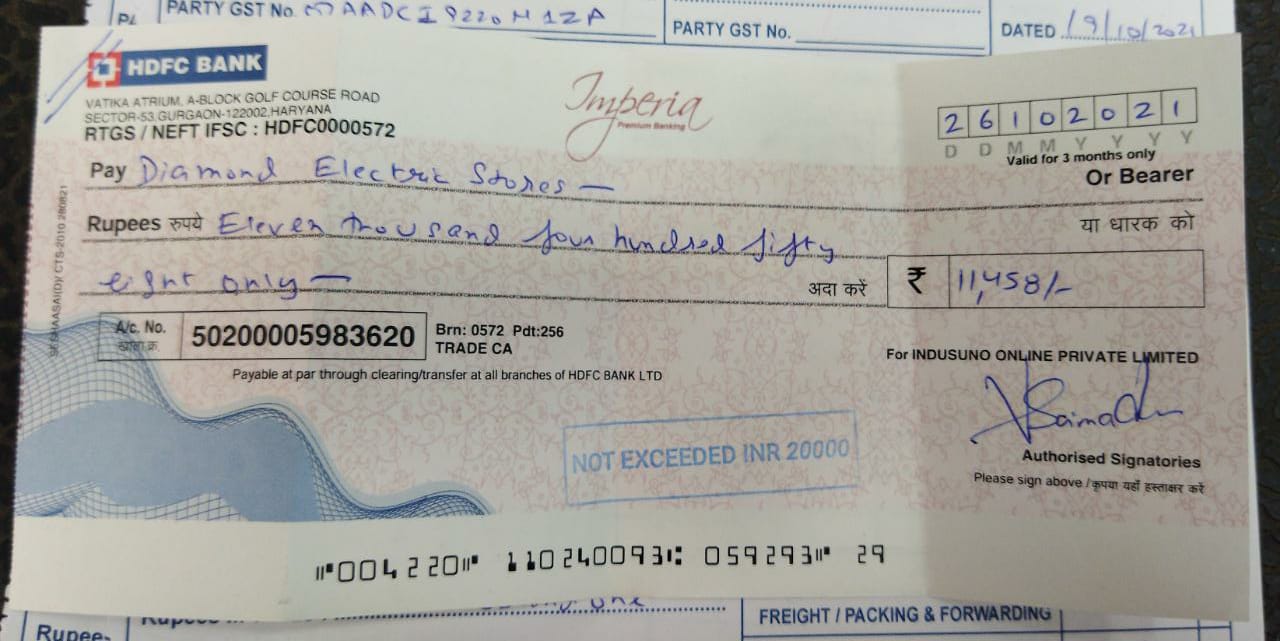 PARTY GST No.
PARTY GST No.
DATED 19/10/2021
HDFC BANK
VATIKA ATRIUM, A-BLOCK GOLF COURSE ROAD
SECTOR-53, GURGAON-122002, HARYANA
RTGS / NEFT IFSC : HDFC0000572
Imperia
Premium Banking
26102021
D D M M Y Y Y Y
Valid for 3 months only
Pay Diamond Electric Stores —
Or Bearer
Rupees रुपये Eleven thousand four hundred fifty
या धारक को
eight only —
अदा करें
₹ 11,458/-
A/c. No.
खाता क्र.
50200005983620
Brn: 0572 Pdt:256
TRADE CA
For INDUSUNO ONLINE PRIVATE LIMITED
Payable at par through clearing/transfer at all branches of HDFC BANK LTD
NOT EXCEEDED INR 20000
Authorised Signatories
Please sign above / कृपया यहाँ हस्ताक्षर करें
⑈004220⑈ 110240093⑆ 059293⑈ 29
FREIGHT / PACKING & FORWARDING